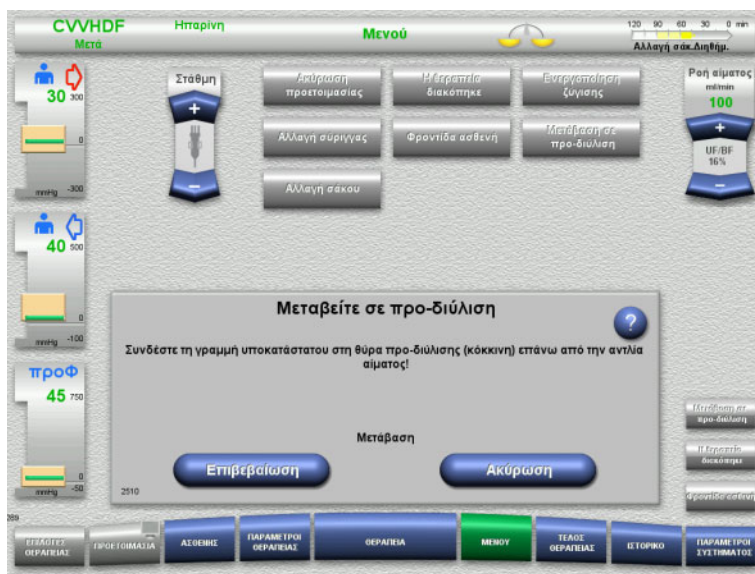 CVVHDF
Ηπαρίνη
Μετά
Μενού
120 90 60 30 0 min
Αλλαγή σάκ.Διηθήμ.
30
300
0
mmHg
-300
40
500
0
mmHg
-100
προΦ
45
750
0
mmHg
-50
Στάθμη
+
−
Ακύρωση
προετοιμασίας
Η θεραπεία
διακόπηκε
Ενεργοποίηση
ζύγισης
Αλλαγή σύριγγας
Φροντίδα ασθενή
Μετάβαση σε
προ-διύλιση
Αλλαγή σάκου
Ροή αίματος
ml/min
100
+
UF/BF
16%
−
Μεταβείτε σε προ-διύλιση
?
Συνδέστε τη γραμμή υποκατάστατου στη θύρα προ-διύλισης (κόκκινη) επάνω από την αντλία
αίματος!
Μετάβαση
Επιβεβαίωση
Ακύρωση
2510
Μετάβαση σε
προ-διύλιση
Η θεραπεία
διακόπηκε
Φροντίδα ασθενή
ΕΠΙΛΟΓΕΣ
ΘΕΡΑΠΕΙΑΣ
ΠΡΟΕΤΟΙΜΑΣΙΑ
ΑΣΘΕΝΗΣ
ΠΑΡΑΜΕΤΡΟΙ
ΘΕΡΑΠΕΙΑΣ
ΘΕΡΑΠΕΙΑ
ΜΕΝΟΥ
ΤΕΛΟΣ
ΘΕΡΑΠΕΙΑΣ
ΙΣΤΟΡΙΚΟ
ΠΑΡΑΜΕΤΡΟΙ
ΣΥΣΤΗΜΑΤΟΣ